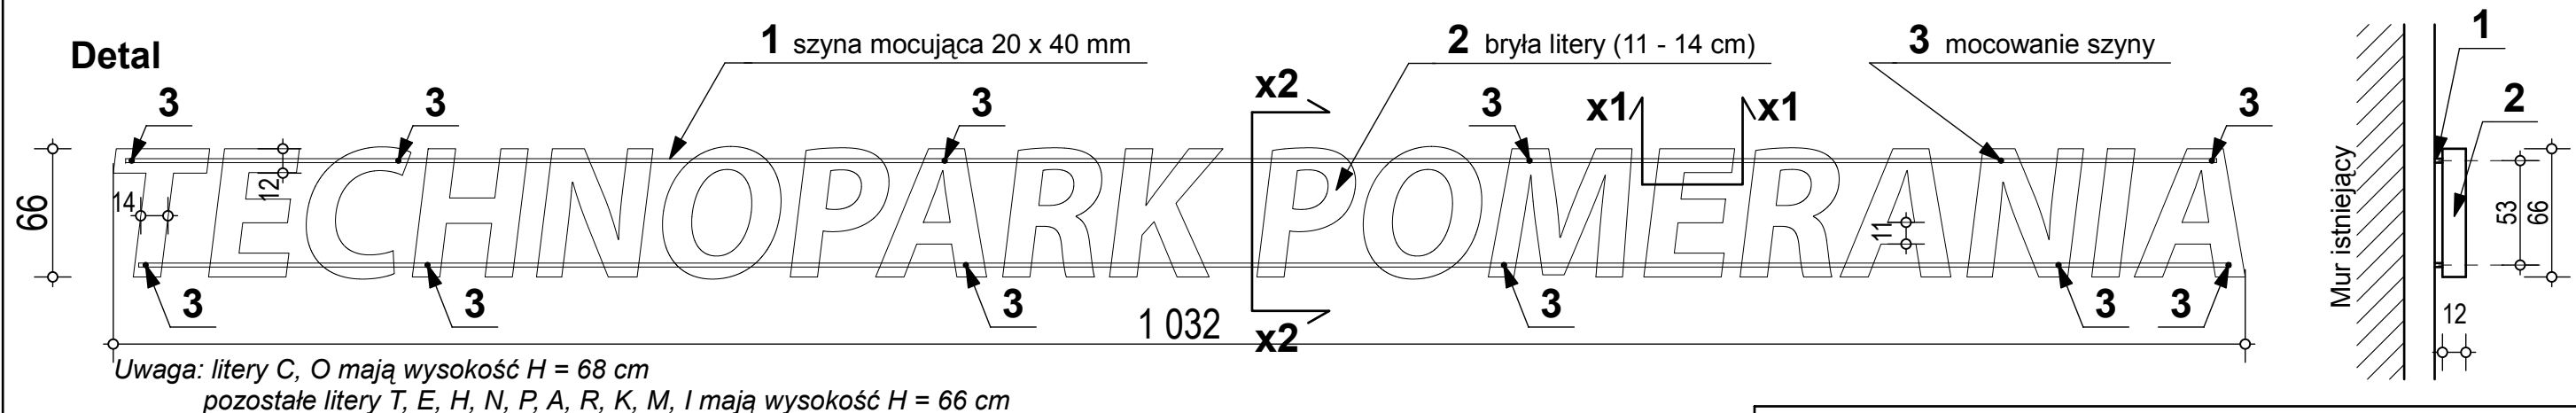 Detal
1 szyna mocująca 20 x 40 mm
2 bryła litery (11 - 14 cm)
3 mocowanie szyny
1
x2
x1 x1
2
3 3 3 3 3
66
14
12
TECHNOPARK POMERANIA
11
Mur istniejący
53
66
3 3 3 3 3 3
1 032
x2
12
Uwaga: litery C, O mają wysokość H = 68 cm
pozostałe litery T, E, H, N, P, A, R, K, M, I mają wysokość H = 66 cm